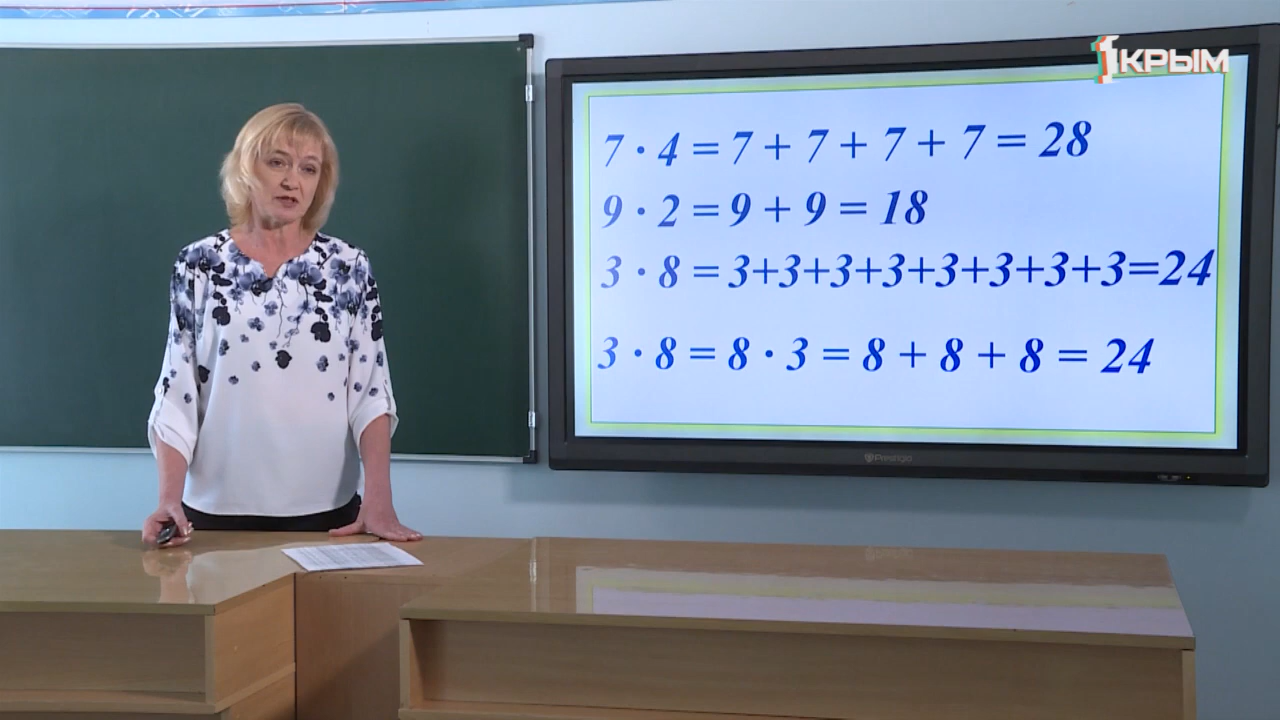 1КРЫМ
7 · 4 = 7 + 7 + 7 + 7 = 28
9 · 2 = 9 + 9 = 18
3 · 8 = 3+3+3+3+3+3+3+3=24
3 · 8 = 8 · 3 = 8 + 8 + 8 = 24
Prestigio